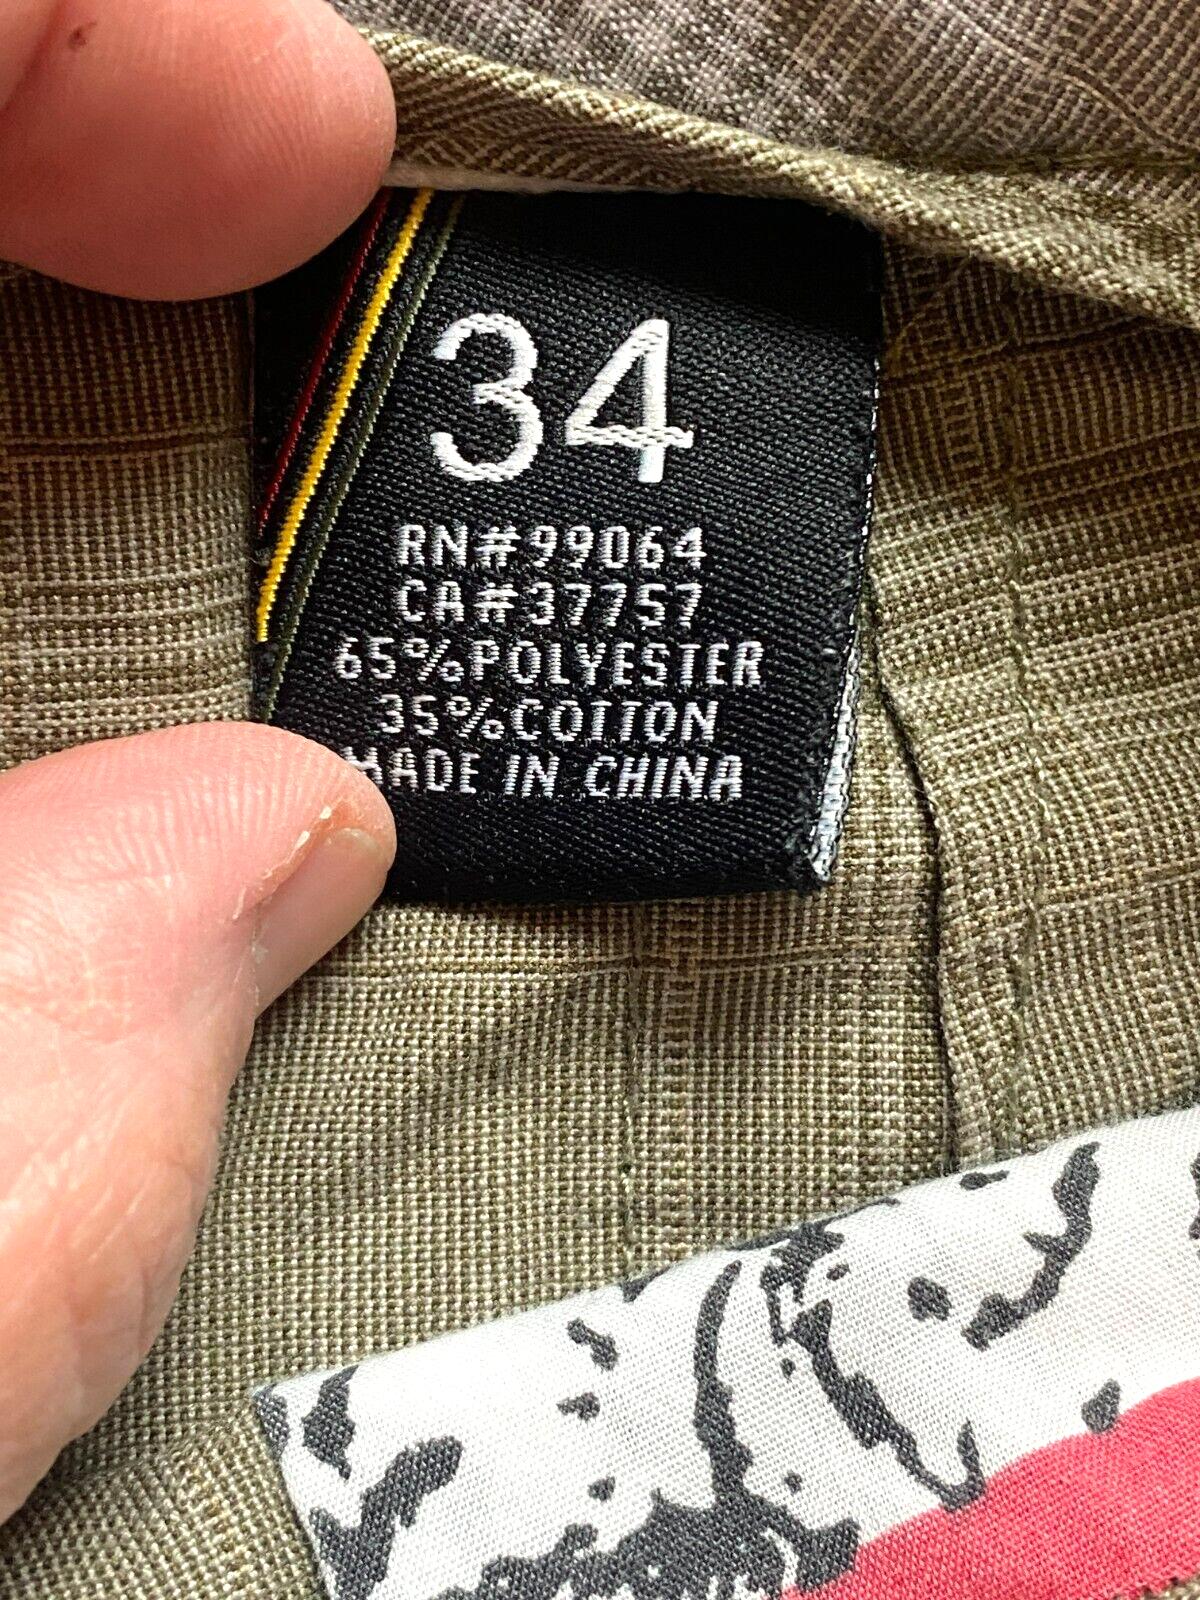 34
RN#99064
CA#37757
65%POLYESTER
35%COTTON
MADE IN CHINA